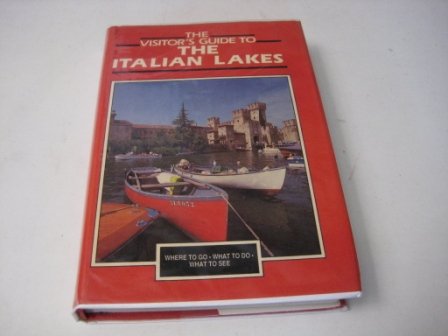 THE
VISITOR'S GUIDE TO
THE
ITALIAN LAKES
WHERE TO GO • WHAT TO DO •
WHAT TO SEE